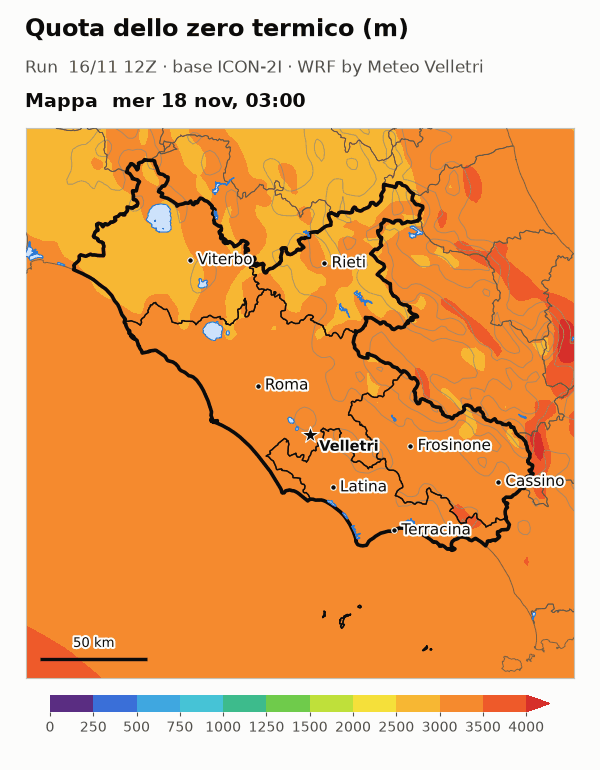 Quota dello zero termico (m)
Run  16/11 12Z · base ICON-2I · WRF by Meteo Velletri
Mappa  mer 18 nov, 03:00
Viterbo
Rieti
Roma
Velletri
Frosinone
Latina
Cassino
Terracina
50 km
0 250 500 750 1000 1250 1500 2000 2500 3000 3500 4000